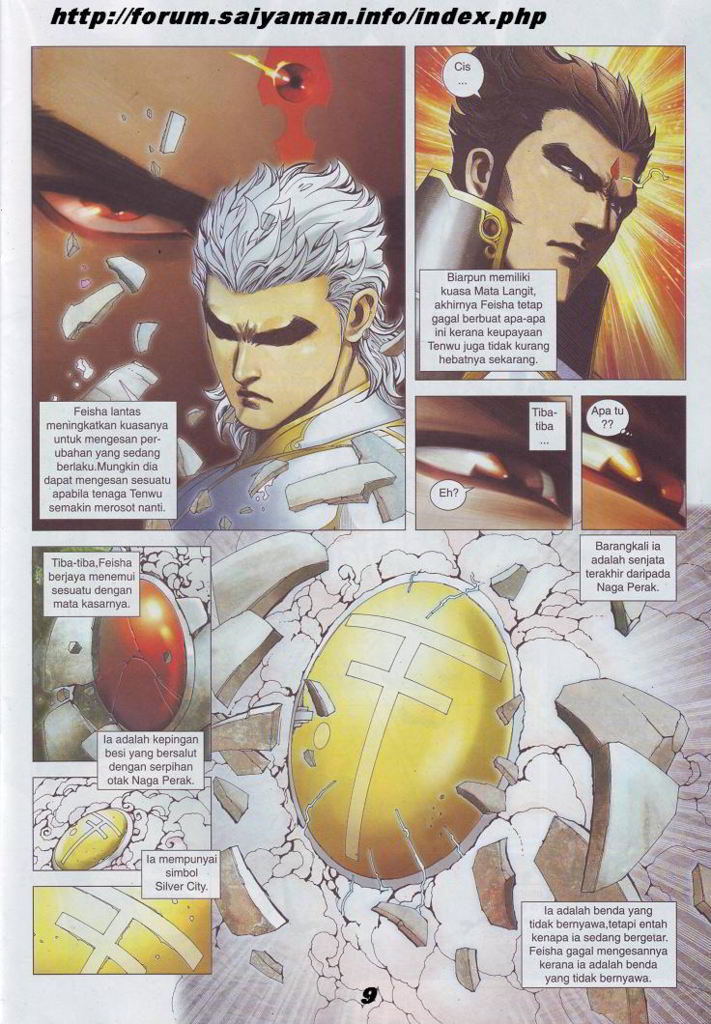 http://forum.saiyaman.info/index.php
Feisha lantas
meningkatkan kuasanya
untuk mengesan per-
ubahan yang sedang
berlaku.Mungkin dia
dapat mengesan sesuatu
apabila tenaga Tenwu
semakin merosot nanti.
Cis
...
Biarpun memiliki
kuasa Mata Langit,
akhirnya Feisha tetap
gagal berbuat apa-apa
ini kerana keupayaan
Tenwu juga tidak kurang
hebatnya sekarang.
Tiba-
tiba
...
Eh?
Apa tu
??
Tiba-tiba,Feisha
berjaya menemui
sesuatu dengan
mata kasarnya.
Barangkali ia
adalah senjata
terakhir daripada
Naga Perak.
Ia adalah kepingan
besi yang bersalut
dengan serpihan
otak Naga Perak.
Ia mempunyai
simbol
Silver City.
Ia adalah benda yang
tidak bernyawa,tetapi entah
kenapa ia sedang bergetar.
Feisha gagal mengesannya
kerana ia adalah benda
yang tidak bernyawa.
9